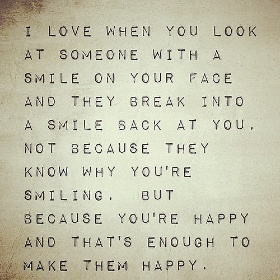 I LOVE WHEN YOU LOOK
AT SOMEONE WITH A
SMILE ON YOUR FACE
AND THEY BREAK INTO
A SMILE BACK AT YOU.
NOT BECAUSE THEY
KNOW WHY YOU'RE
SMILING. BUT
BECAUSE YOU'RE HAPPY
AND THAT'S ENOUGH TO
MAKE THEM HAPPY.